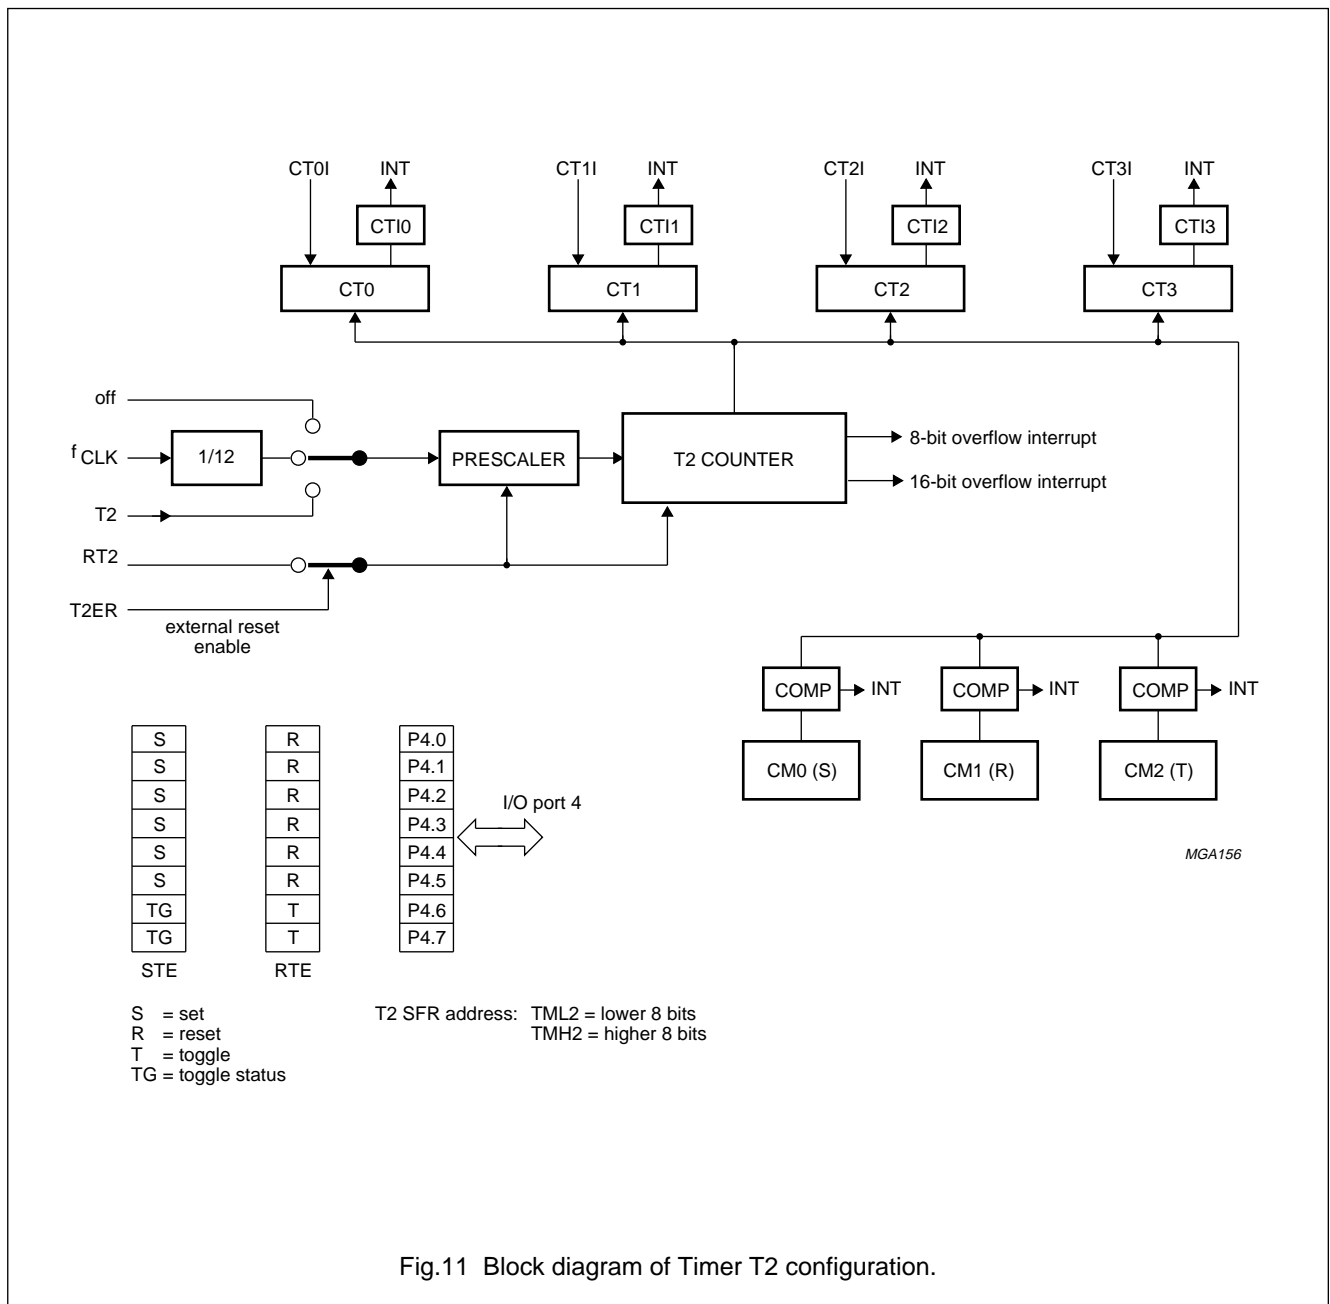 CT0I INT CT1I INT CT2I INT CT3I INT
CTI0 CTI1 CTI2 CTI3
CT0 CT1 CT2 CT3
off
fCLK 1/12 PRESCALER T2 COUNTER 8-bit overflow interrupt
16-bit overflow interrupt
T2
RT2
T2ER
external reset
enable
COMP INT COMP INT COMP INT
CM0 (S) CM1 (R) CM2 (T)
S R P4.0
S R P4.1
S R P4.2
I/O port 4
S R P4.3
S R P4.4
S R P4.5
TG T P4.6
TG T P4.7
STE RTE
MGA156
S = set
R = reset
T = toggle
TG = toggle status
T2 SFR address: TML2 = lower 8 bits
TMH2 = higher 8 bits
Fig.11 Block diagram of Timer T2 configuration.